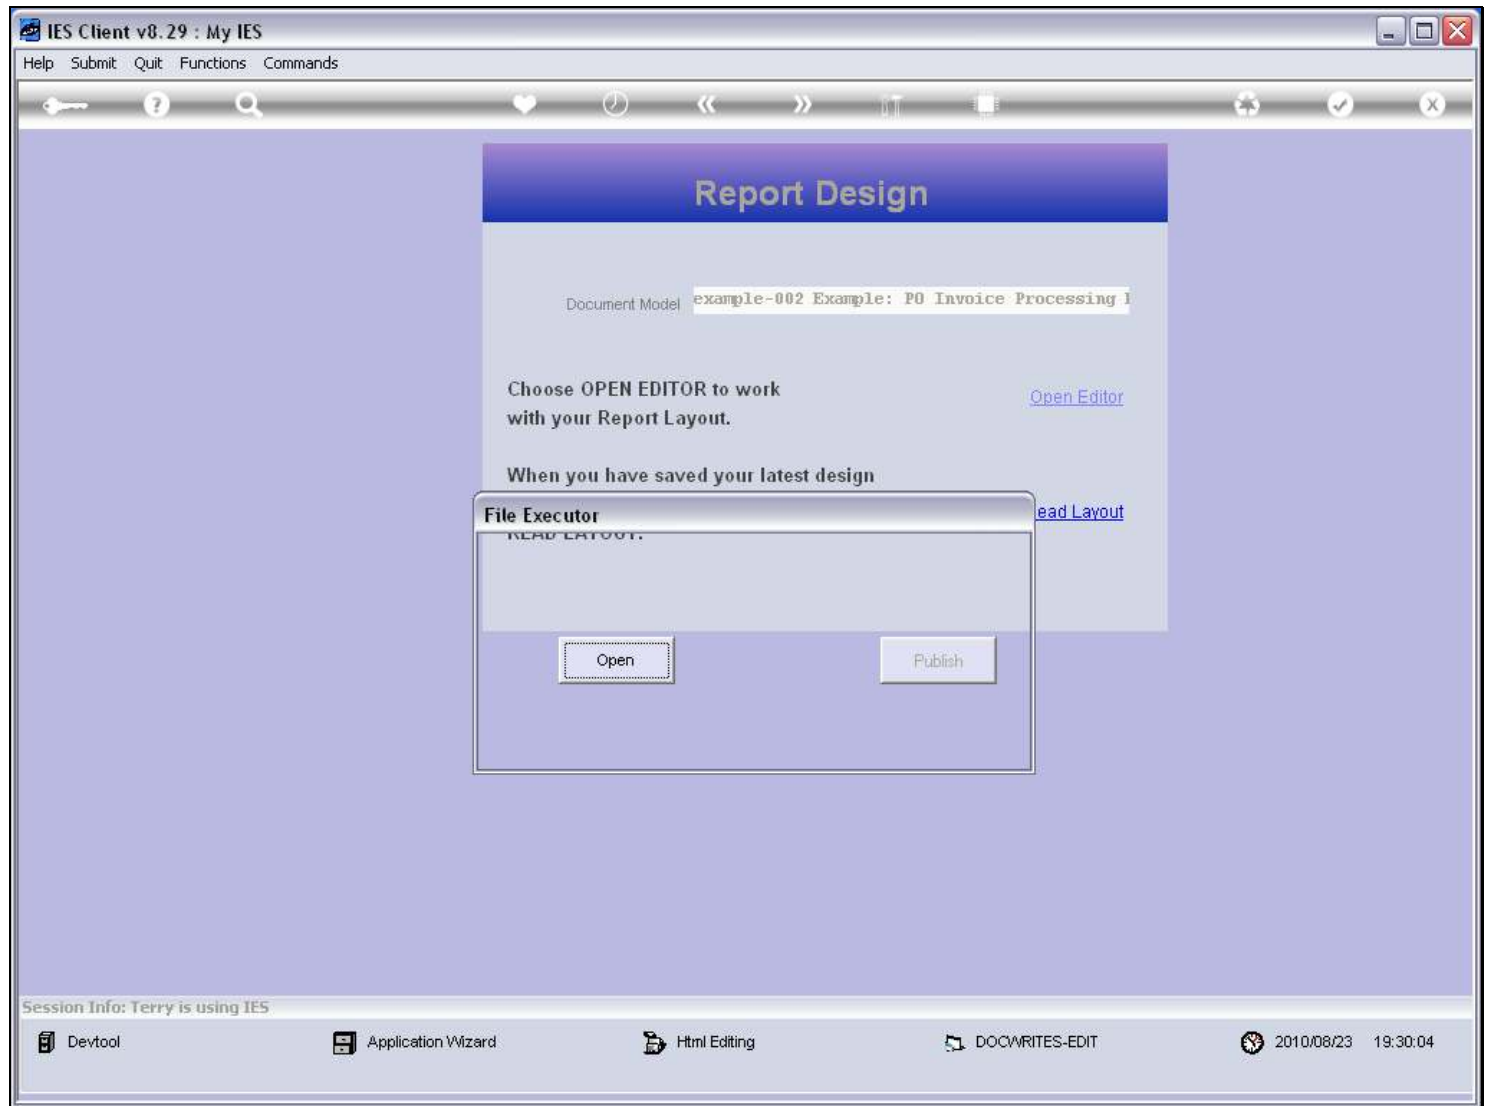 IES Client v8.29 : My IES
Help Submit Quit Functions Commands
Report Design
Document Model example-002 Example: PO Invoice Processing
Choose OPEN EDITOR to work
with your Report Layout.
Open Editor
When you have saved your latest design
ead Layout
File Executor
READ LAYOUT.
Open
Publish
Session Info: Terry is using IES
Devtool
Application Wizard
Html Editing
DOCWRITES-EDIT
2010/08/23 19:30:04